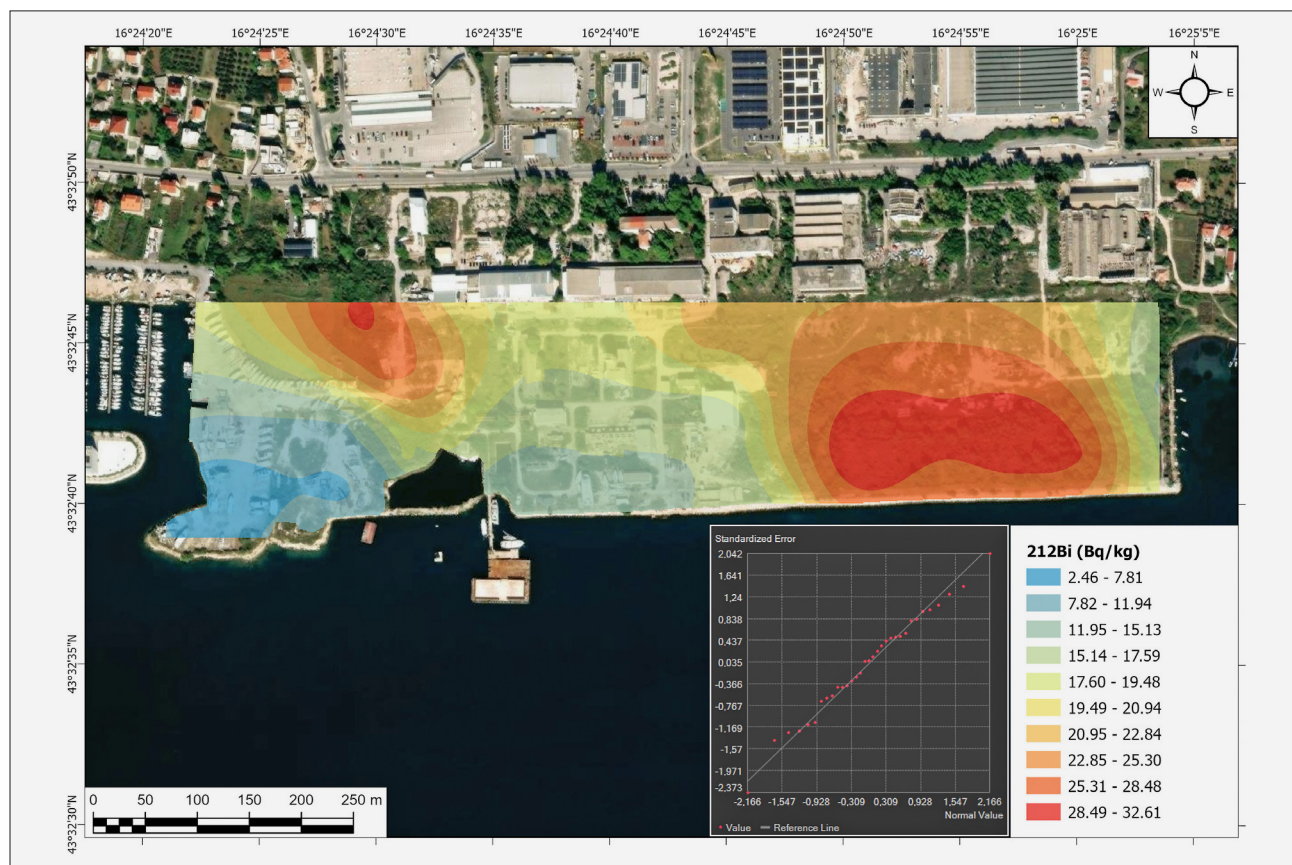 16°24'20"E 16°24'25"E 16°24'30"E 16°24'35"E 16°24'40"E 16°24'45"E 16°24'50"E 16°24'55"E 16°25'E 16°25'5"E
N
W E
S
43°32'50"N
43°32'45"N
43°32'40"N
43°32'35"N
43°32'30"N
Standardized Error
2,042
1,641
1,24
0,838
0,437
0,035
-0,366
-0,767
-1,169
-1,57
-1,971
-2,373
-2,166 -1,547 -0,928 -0,309 0,309 0,928 1,547 2,166
Normal Value
Value Reference Line
212Bi (Bq/kg)
2.46 - 7.81
7.82 - 11.94
11.95 - 15.13
15.14 - 17.59
17.60 - 19.48
19.49 - 20.94
20.95 - 22.84
22.85 - 25.30
25.31 - 28.48
28.49 - 32.61
0 50 100 150 200 250 m